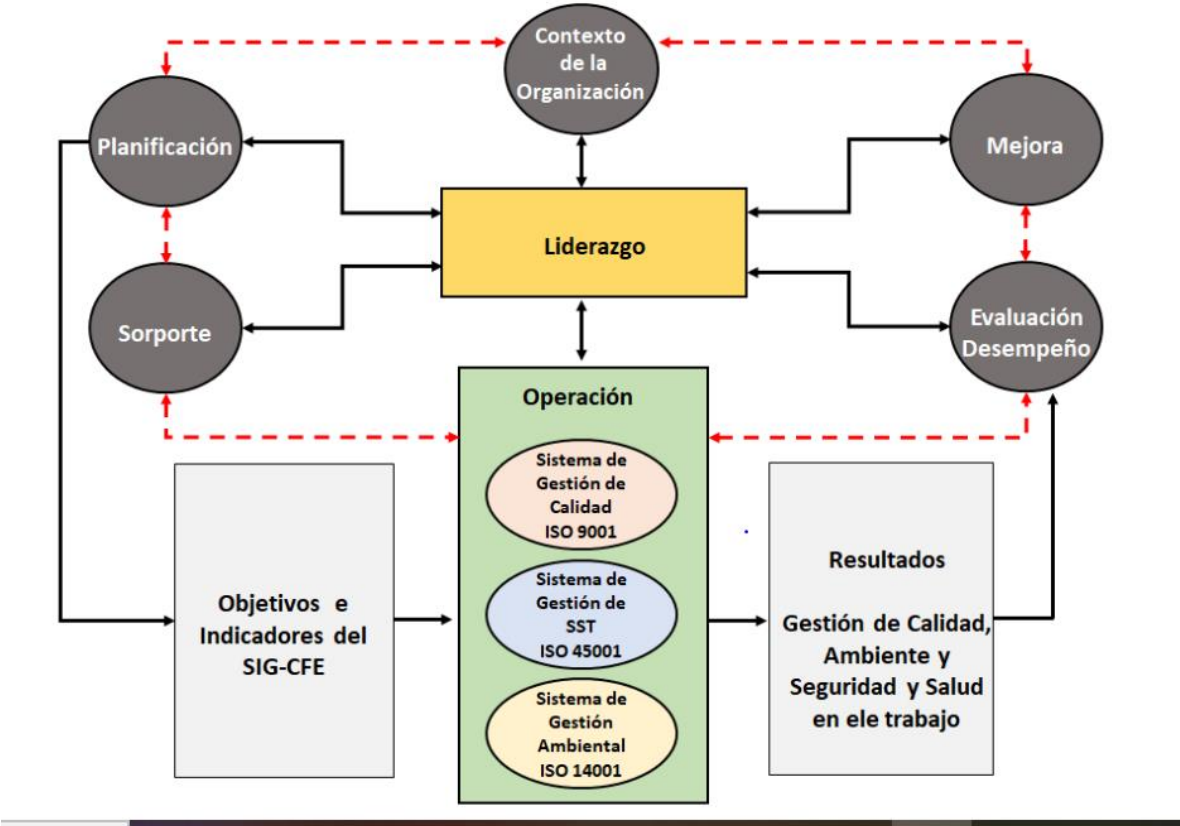 Contexto
de la
Organización
Planificación
Mejora
Liderazgo
Sorporte
Evaluación
Desempeño
Operación
Sistema de
Gestión de
Calidad
ISO 9001
Sistema de
Gestión de
SST
ISO 45001
Sistema de
Gestión
Ambiental
ISO 14001
Objetivos e
Indicadores del
SIG-CFE
Resultados
Gestión de Calidad,
Ambiente y
Seguridad y Salud
en ele trabajo